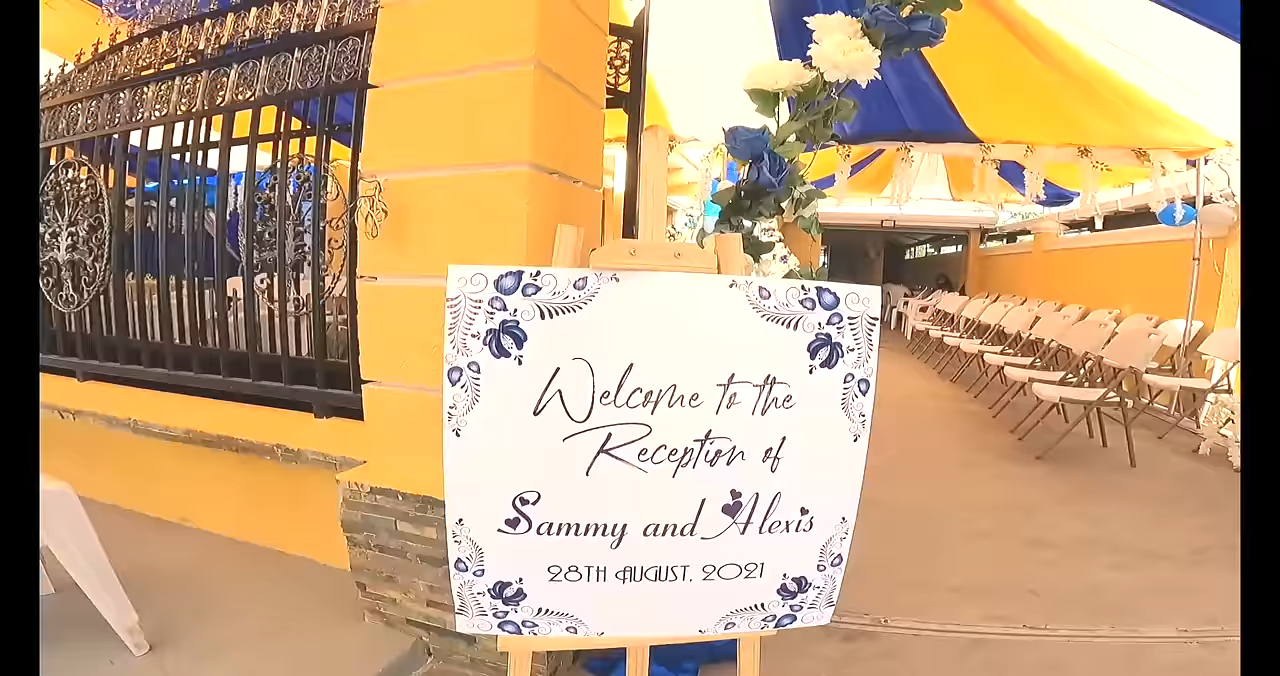 Welcome to the
Reception of
Sammy and Alexis
28TH AUGUST, 2021